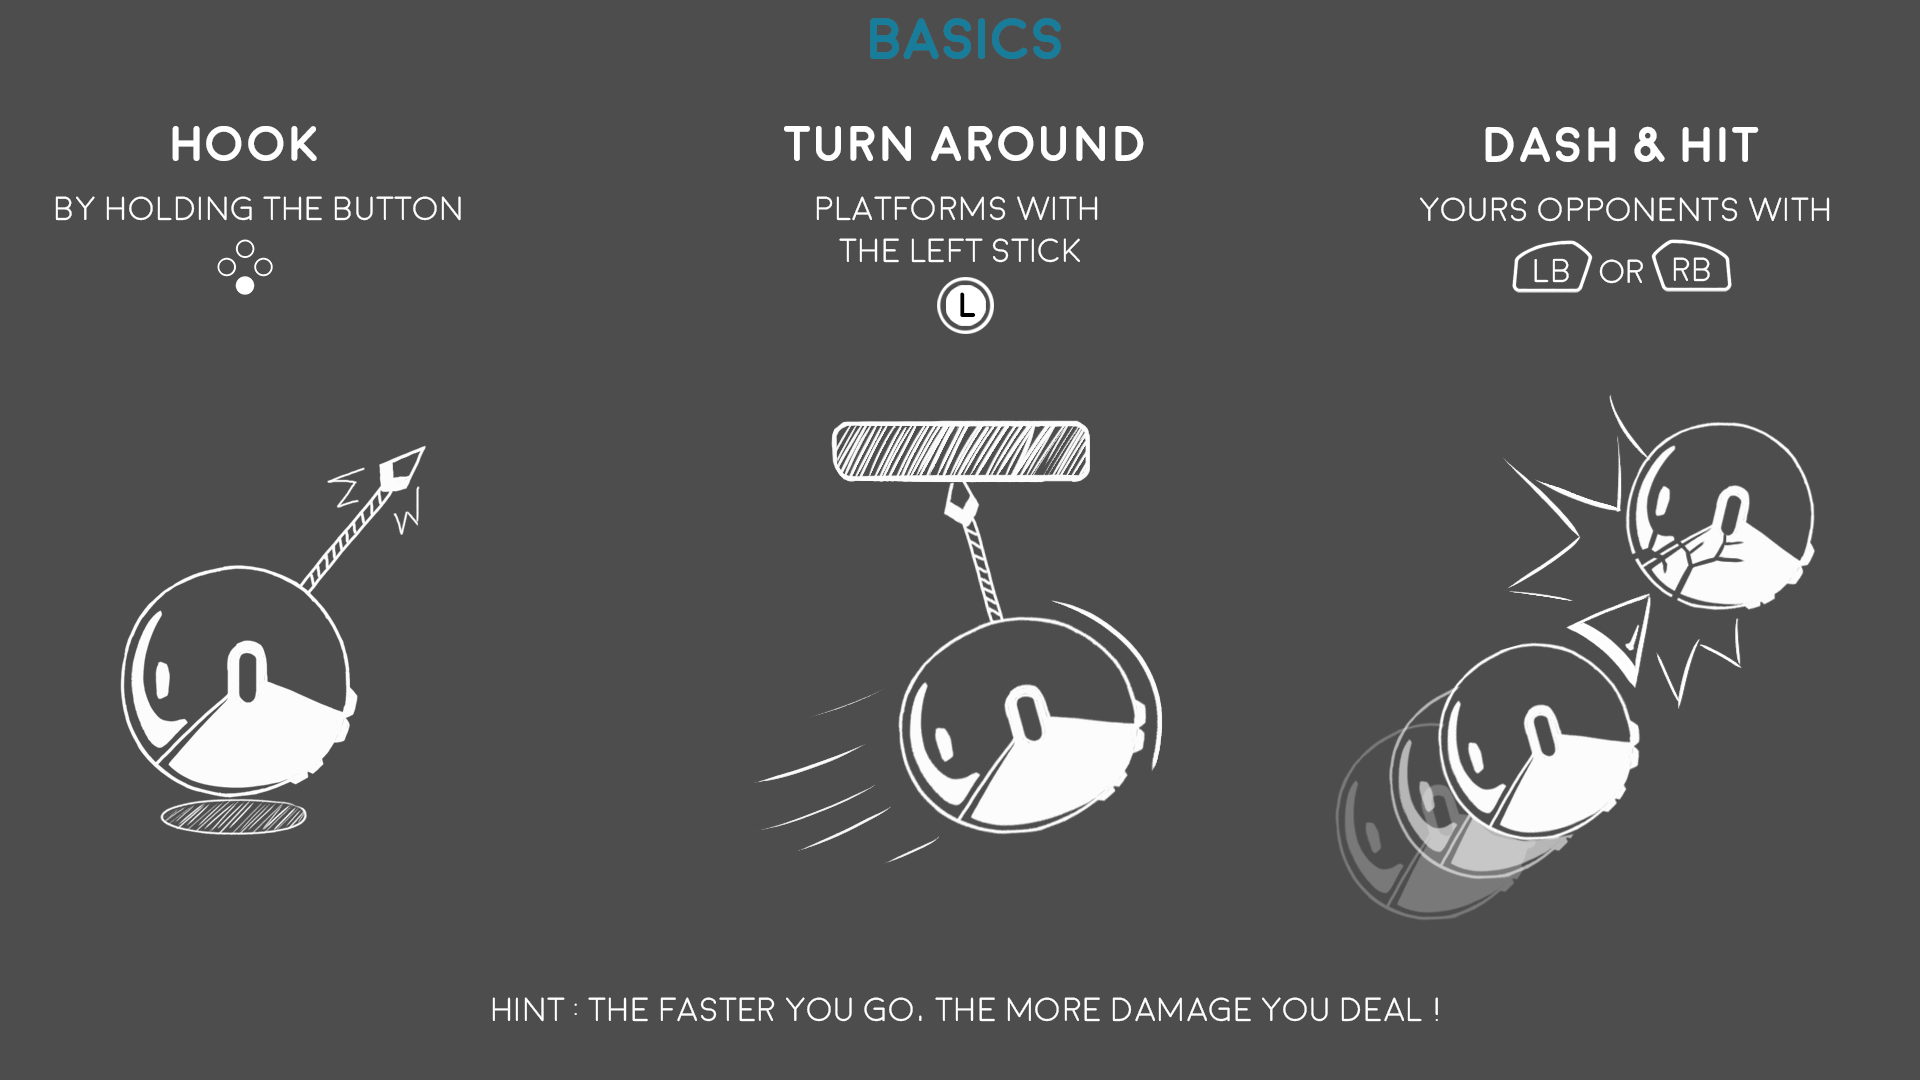 BASICS
HOOK
BY HOLDING THE BUTTON
TURN AROUND
PLATFORMS WITH
THE LEFT STICK
L
DASH & HIT
YOURS OPPONENTS WITH
LB OR RB
HINT : THE FASTER YOU GO, THE MORE DAMAGE YOU DEAL !